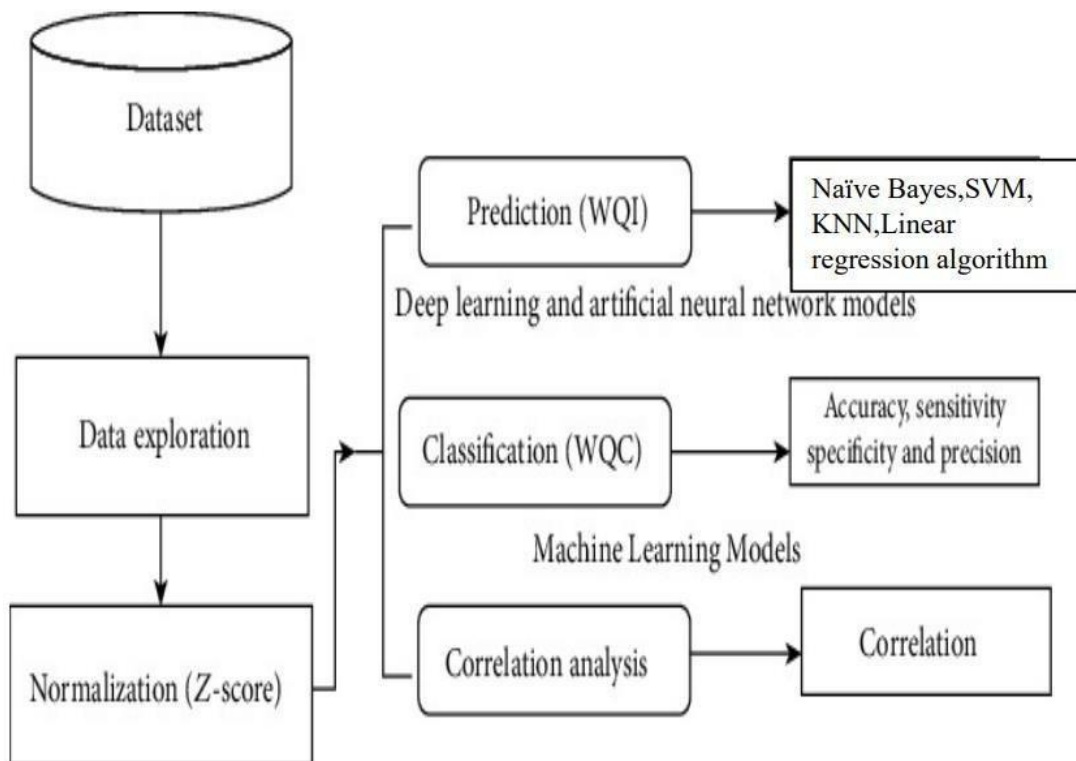 Dataset
Data exploration
Normalization (Z-score)
Prediction (WQI)
Naïve Bayes,SVM,
KNN,Linear
regression algorithm
Deep learning and artificial neural network models
Classification (WQC)
Accuracy, sensitivity
specificity and precision
Machine Learning Models
Correlation analysis
Correlation